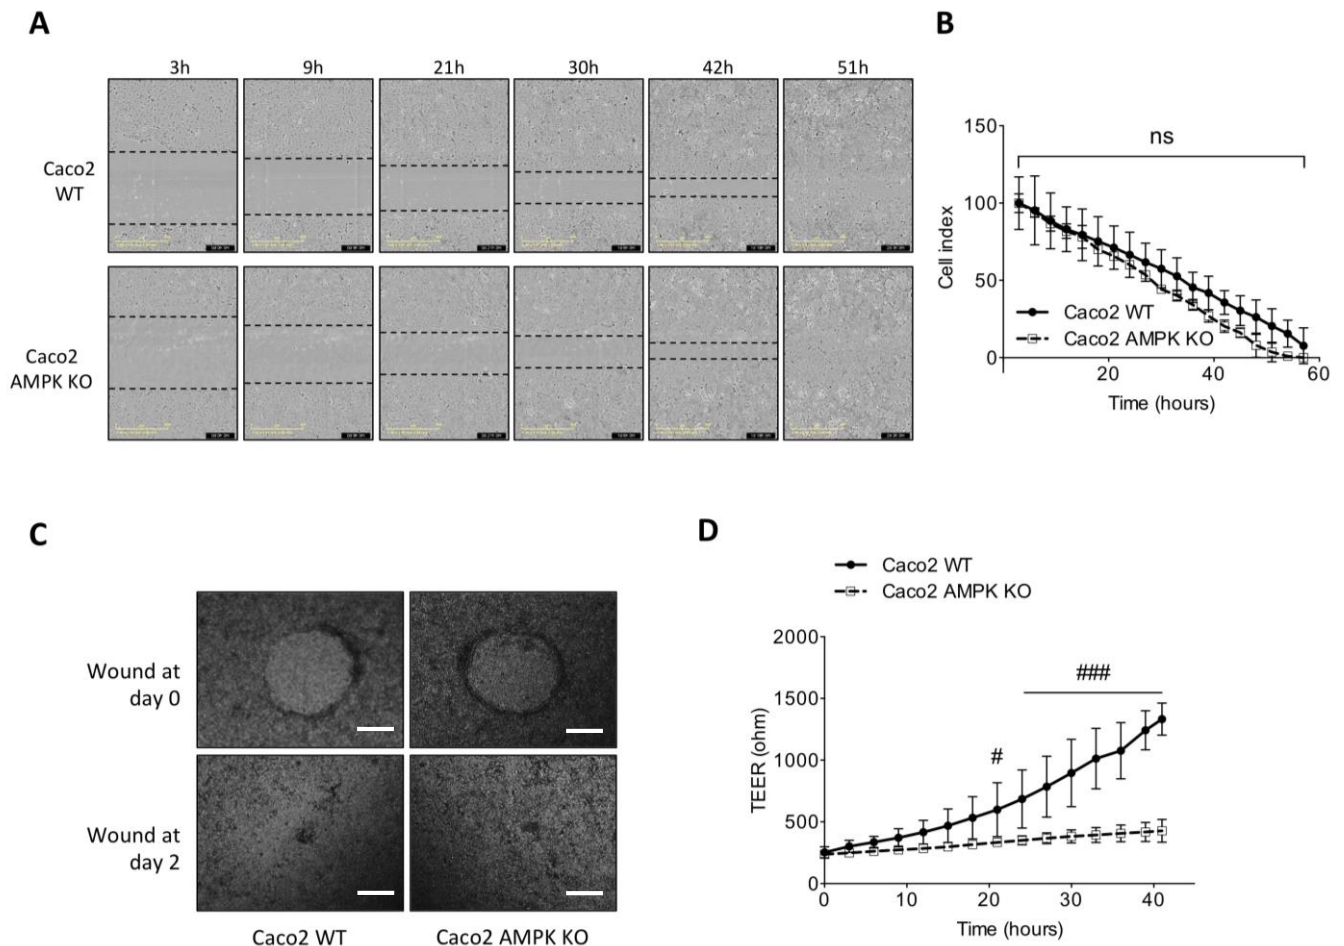 A
3h 9h 21h 30h 42h 51h
Caco2
WT
Caco2
AMPK KO
B
150
100
50
0
Cell index
ns
Caco2 WT
Caco2 AMPK KO
20 40 60
Time (hours)
C
Wound at
day 0
Wound at
day 2
Caco2 WT Caco2 AMPK KO
D
Caco2 WT
Caco2 AMPK KO
2000
1500
1000
500
0
TEER (ohm)
#
###
0 10 20 30 40
Time (hours)